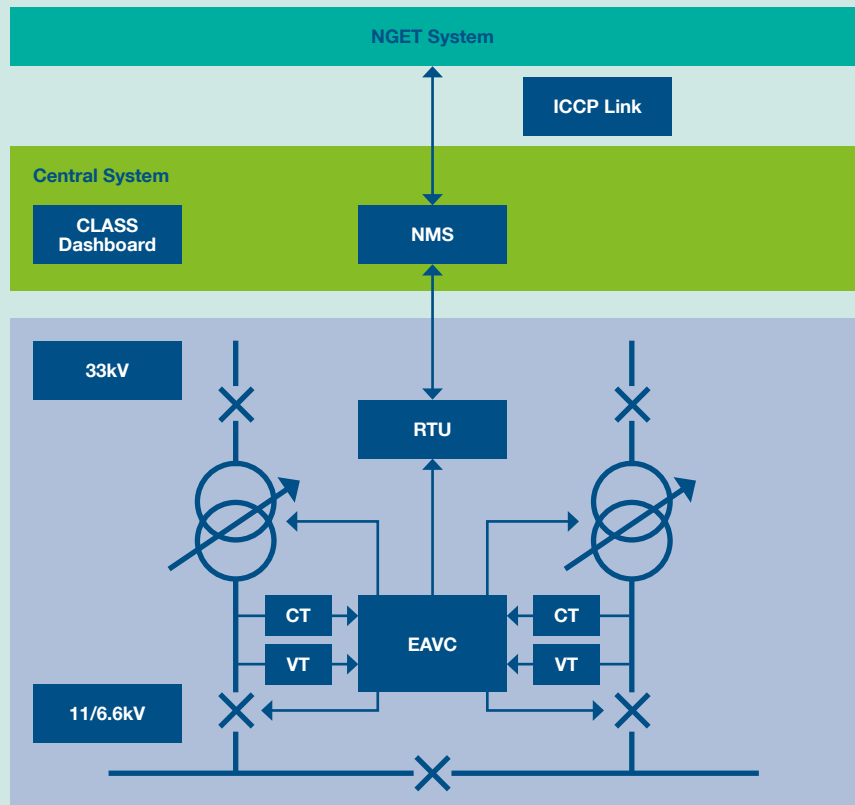 NGET System
ICCP Link
Central System
CLASS
Dashboard
NMS
33kV
RTU
CT
CT
EAVC
VT
VT
11/6.6kV